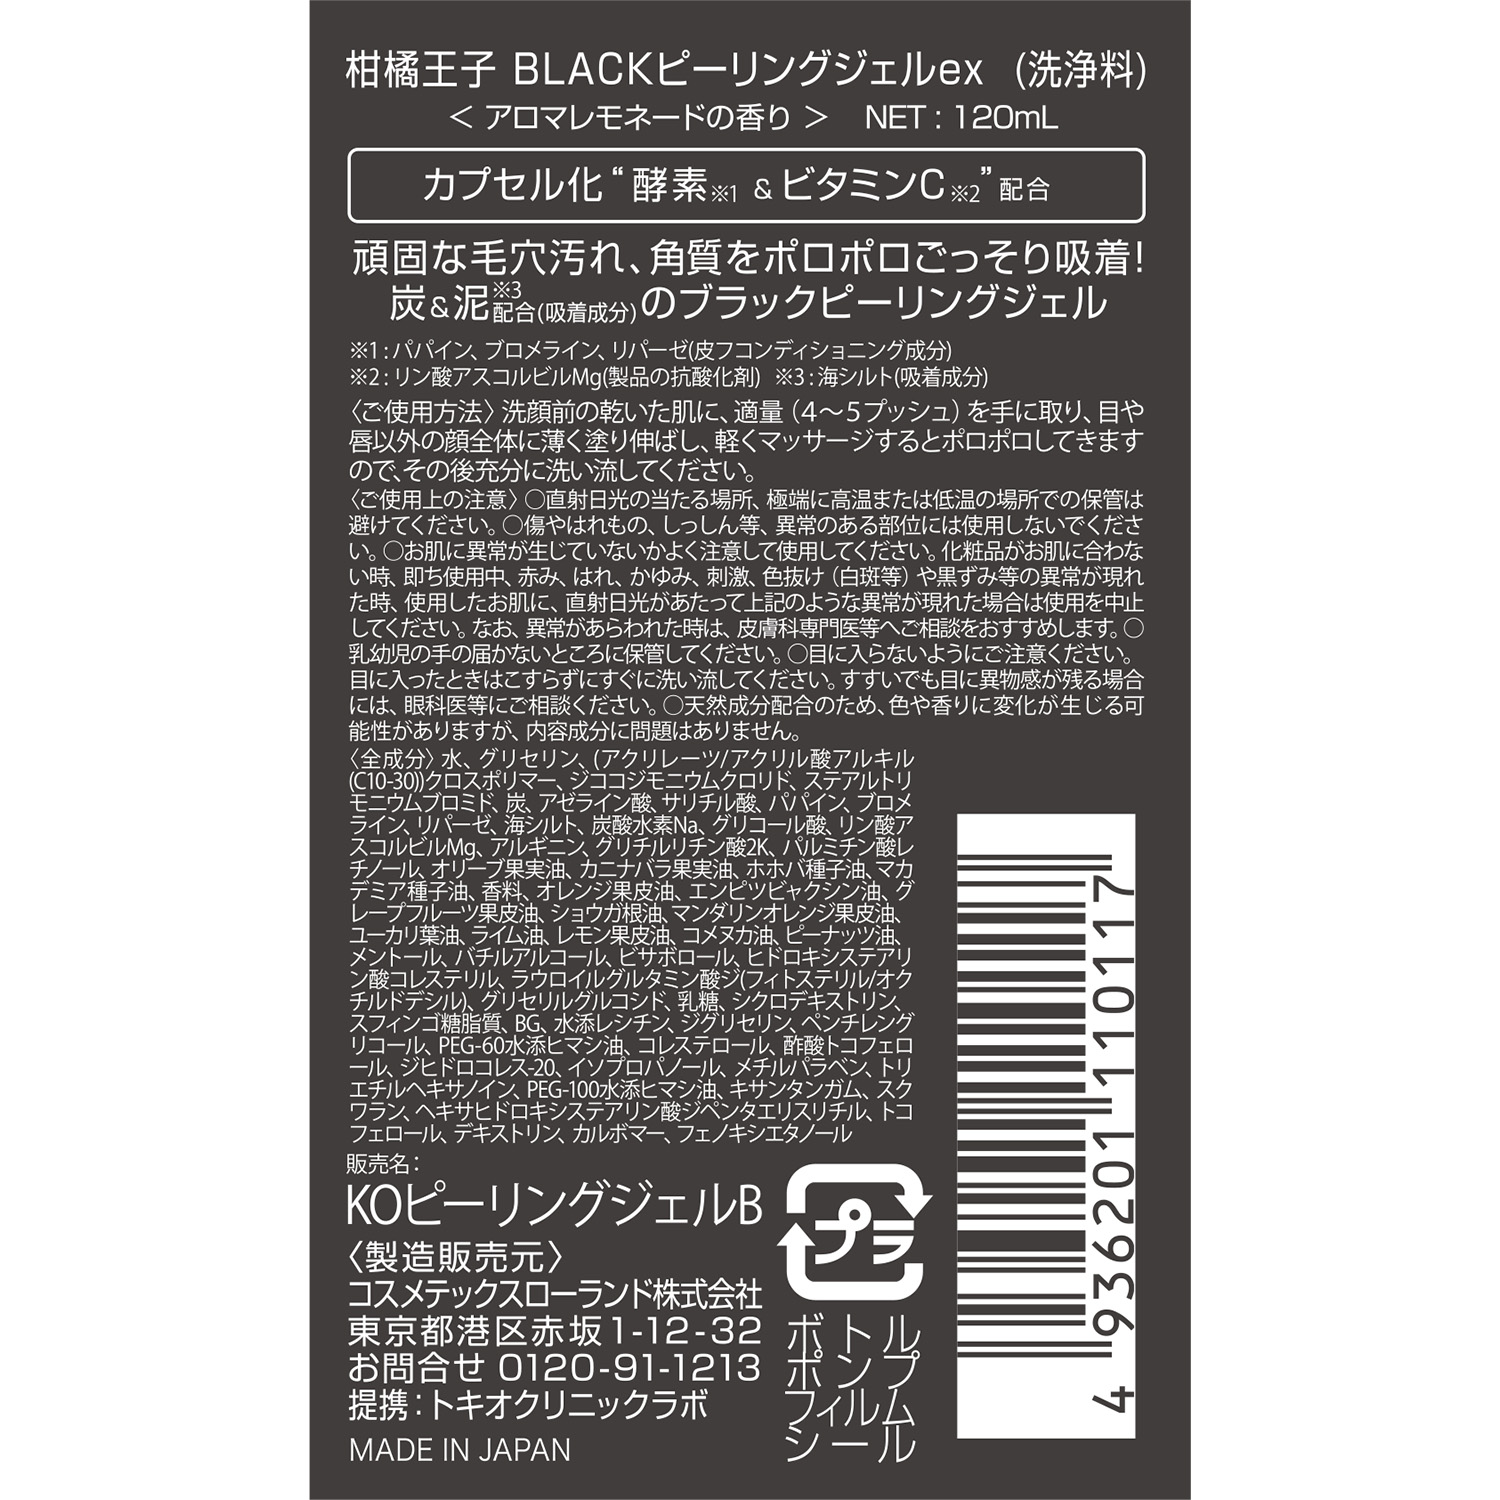 柑橘王子 BLACKピーリングジェルex (洗浄料)
＜ アロマレモネードの香り ＞ NET : 120mL
カプセル化“酵素※1 & ビタミンC※2”配合
頑固な毛穴汚れ、角質をポロポロごっそり吸着!
炭&泥※3配合(吸着成分)のブラックピーリングジェル
※1 : パパイン、ブロメライン、リパーゼ(皮フコンディショニング成分)
※2 : リン酸アスコルビルMg(製品の抗酸化剤) ※3 : 海シルト(吸着成分)
〈ご使用方法〉洗顔前の乾いた肌に、適量（4〜5プッシュ）を手に取り、目や
唇以外の顔全体に薄く塗り伸ばし、軽くマッサージするとポロポロしてきます
ので、その後充分に洗い流してください。
〈ご使用上の注意〉○直射日光の当たる場所、極端に高温または低温の場所での保管は
避けてください。○傷やはれもの、しっしん等、異常のある部位には使用しないでくださ
い。○お肌に異常が生じていないかよく注意して使用してください。化粧品がお肌に合わな
い時、即ち使用中、赤み、はれ、かゆみ、刺激、色抜け（白斑等）や黒ずみ等の異常が現れ
た時、使用したお肌に、直射日光があたって上記のような異常が現れた場合は使用を中止
してください。なお、異常があらわれた時は、皮膚科専門医等へご相談をおすすめします。○
乳幼児の手の届かないところに保管してください。○目に入らないようにご注意ください。
目に入ったときはこすらずにすぐに洗い流してください。すすいでも目に異物感が残る場合
には、眼科医等にご相談ください。○天然成分配合のため、色や香りに変化が生じる可
能性がありますが、内容成分に問題はありません。
〈全成分〉水、グリセリン、(アクリレーツ/アクリル酸アルキル
(C10-30))クロスポリマー、ジココジモニウムクロリド、ステアルトリ
モニウムブロミド、炭、アゼライン酸、サリチル酸、パパイン、ブロメ
ライン、リパーゼ、海シルト、炭酸水素Na、グリコール酸、リン酸ア
スコルビルMg、アルギニン、グリチルリチン酸2K、パルミチン酸レ
チノール、オリーブ果実油、カニナバラ果実油、ホホバ種子油、マカ
デミア種子油、香料、オレンジ果皮油、エンピツビャクシン油、グ
レープフルーツ果皮油、ショウガ根油、マンダリンオレンジ果皮油、
ユーカリ葉油、ライム油、レモン果皮油、コメヌカ油、ピーナッツ油、
メントール、バチルアルコール、ビサボロール、ヒドロキシステアリ
ン酸コレステリル、ラウロイルグルタミン酸ジ(フィトステリル/オク
チルドデシル)、グリセリルグルコシド、乳糖、シクロデキストリン、
スフィンゴ糖脂質、BG、水添レシチン、ジグリセリン、ペンチレング
リコール、PEG-60水添ヒマシ油、コレステロール、酢酸トコフェロ
ール、ジヒドロコレス-20、イソプロパノール、メチルパラベン、トリ
エチルヘキサノイン、PEG-100水添ヒマシ油、キサンタンガム、スク
ワラン、ヘキサヒドロキシステアリン酸ジペンタエリスリチル、トコ
フェロール、デキストリン、カルボマー、フェノキシエタノール
販売名 :
KOピーリングジェルB
〈製造販売元〉
コスメテックスローランド株式会社
東京都港区赤坂1-12-32
お問合せ 0120-91-1213
提携 : トキオクリニックラボ
MADE IN JAPAN
プラ
ボトル
ポンプ
フィルム
シール
4 936201 110117